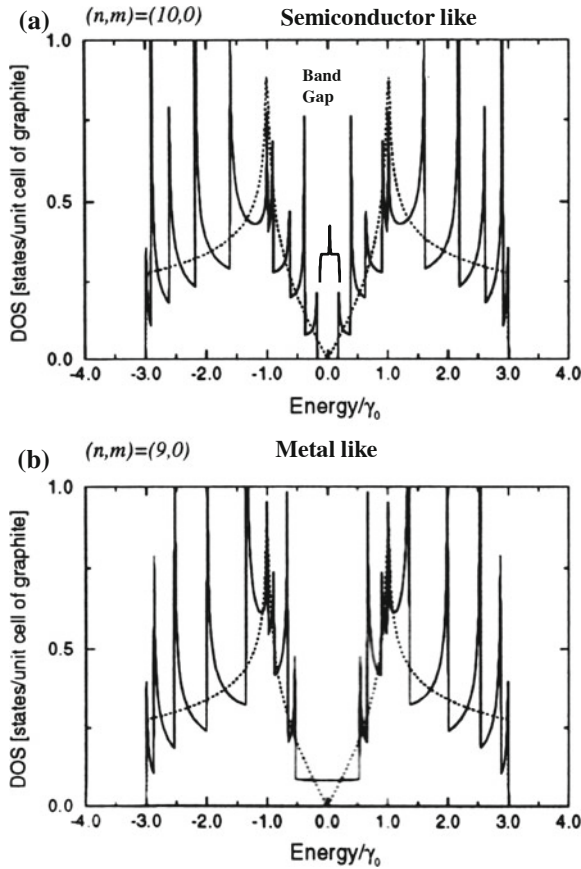 (a) (n,m)=(10,0) Semiconductor like
DOS [states/unit cell of graphite]
1.0
0.5
0.0
Band
Gap
-4.0 -3.0 -2.0 -1.0 0.0 1.0 2.0 3.0 4.0
Energy/γ₀
(b) (n,m)=(9,0) Metal like
DOS [states/unit cell of graphite]
1.0
0.5
0.0
-4.0 -3.0 -2.0 -1.0 0.0 1.0 2.0 3.0 4.0
Energy/γ₀